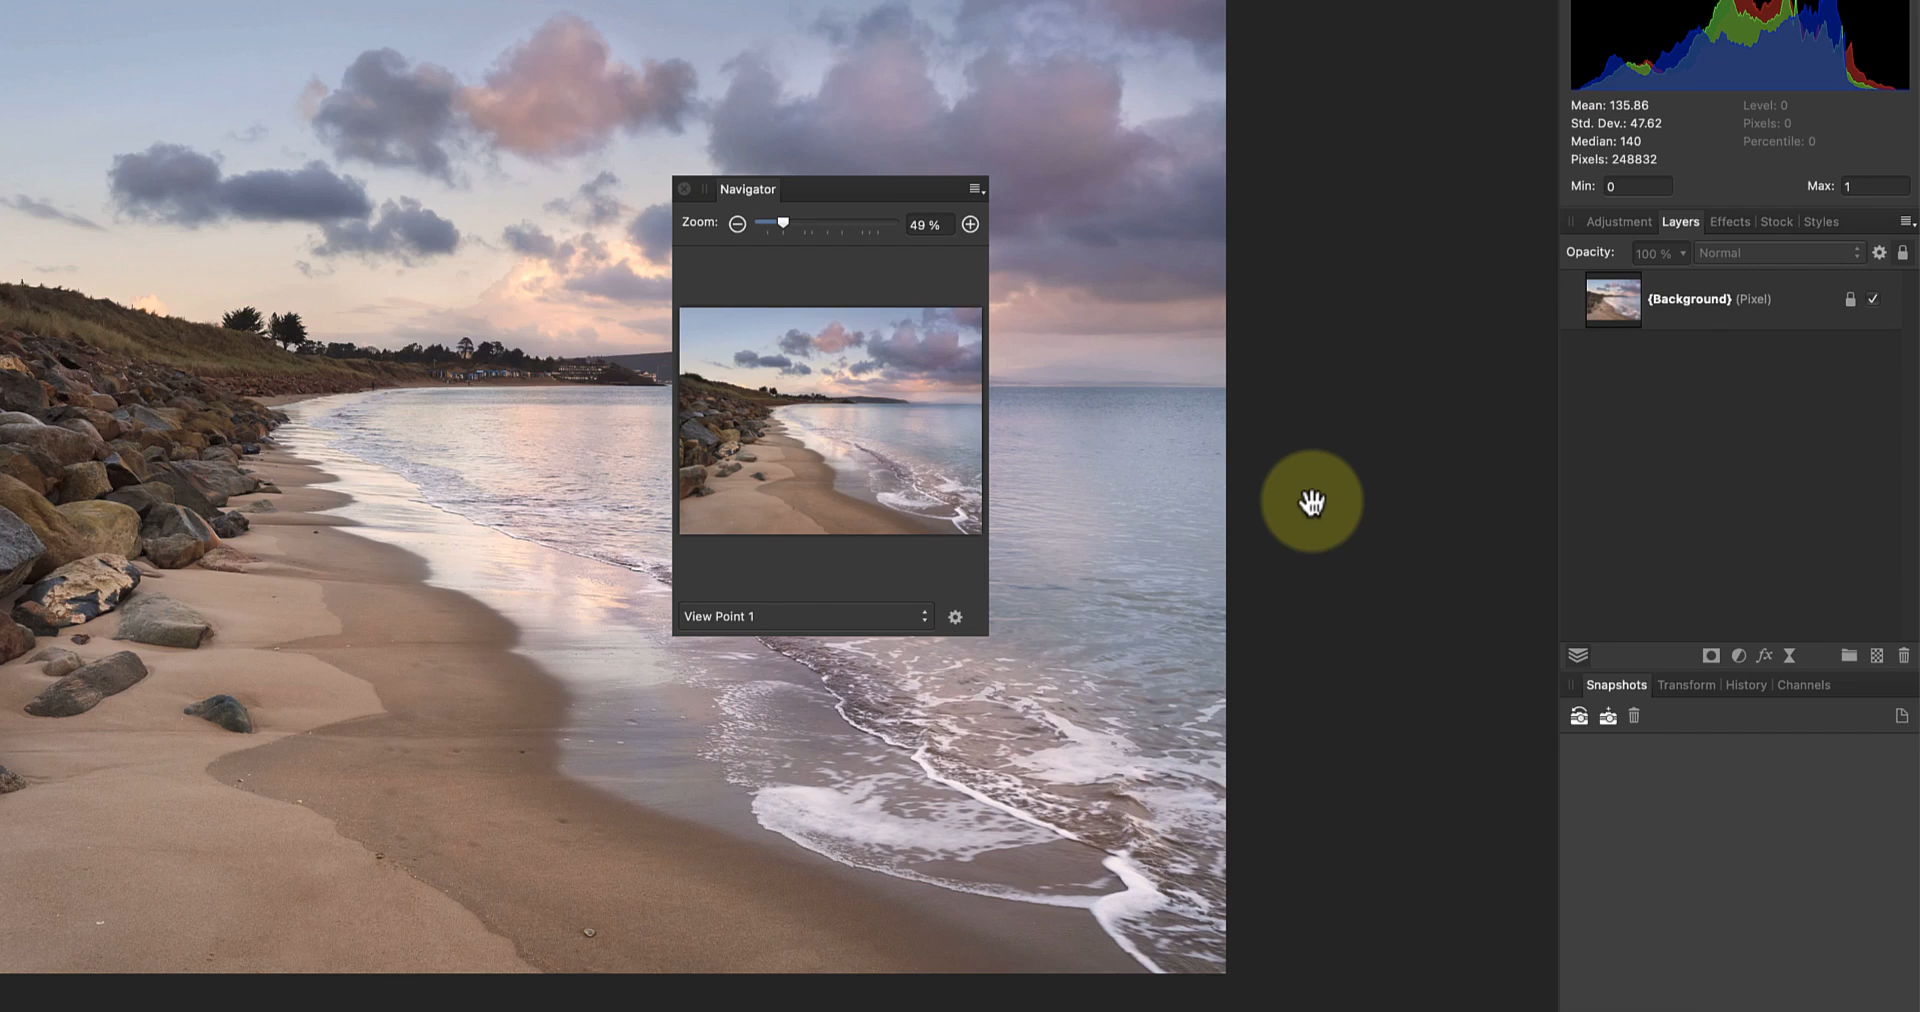 Navigator
Zoom:
49 %
View Point 1
Mean: 135.86
Level: 0
Std. Dev.: 47.62
Pixels: 0
Median: 140
Percentile: 0
Pixels: 248832
Min: 0
Max: 1
Adjustment
Layers
Effects
Stock
Styles
Opacity:
100 %
Normal
{Background} (Pixel)
fx
Snapshots
Transform
History
Channels